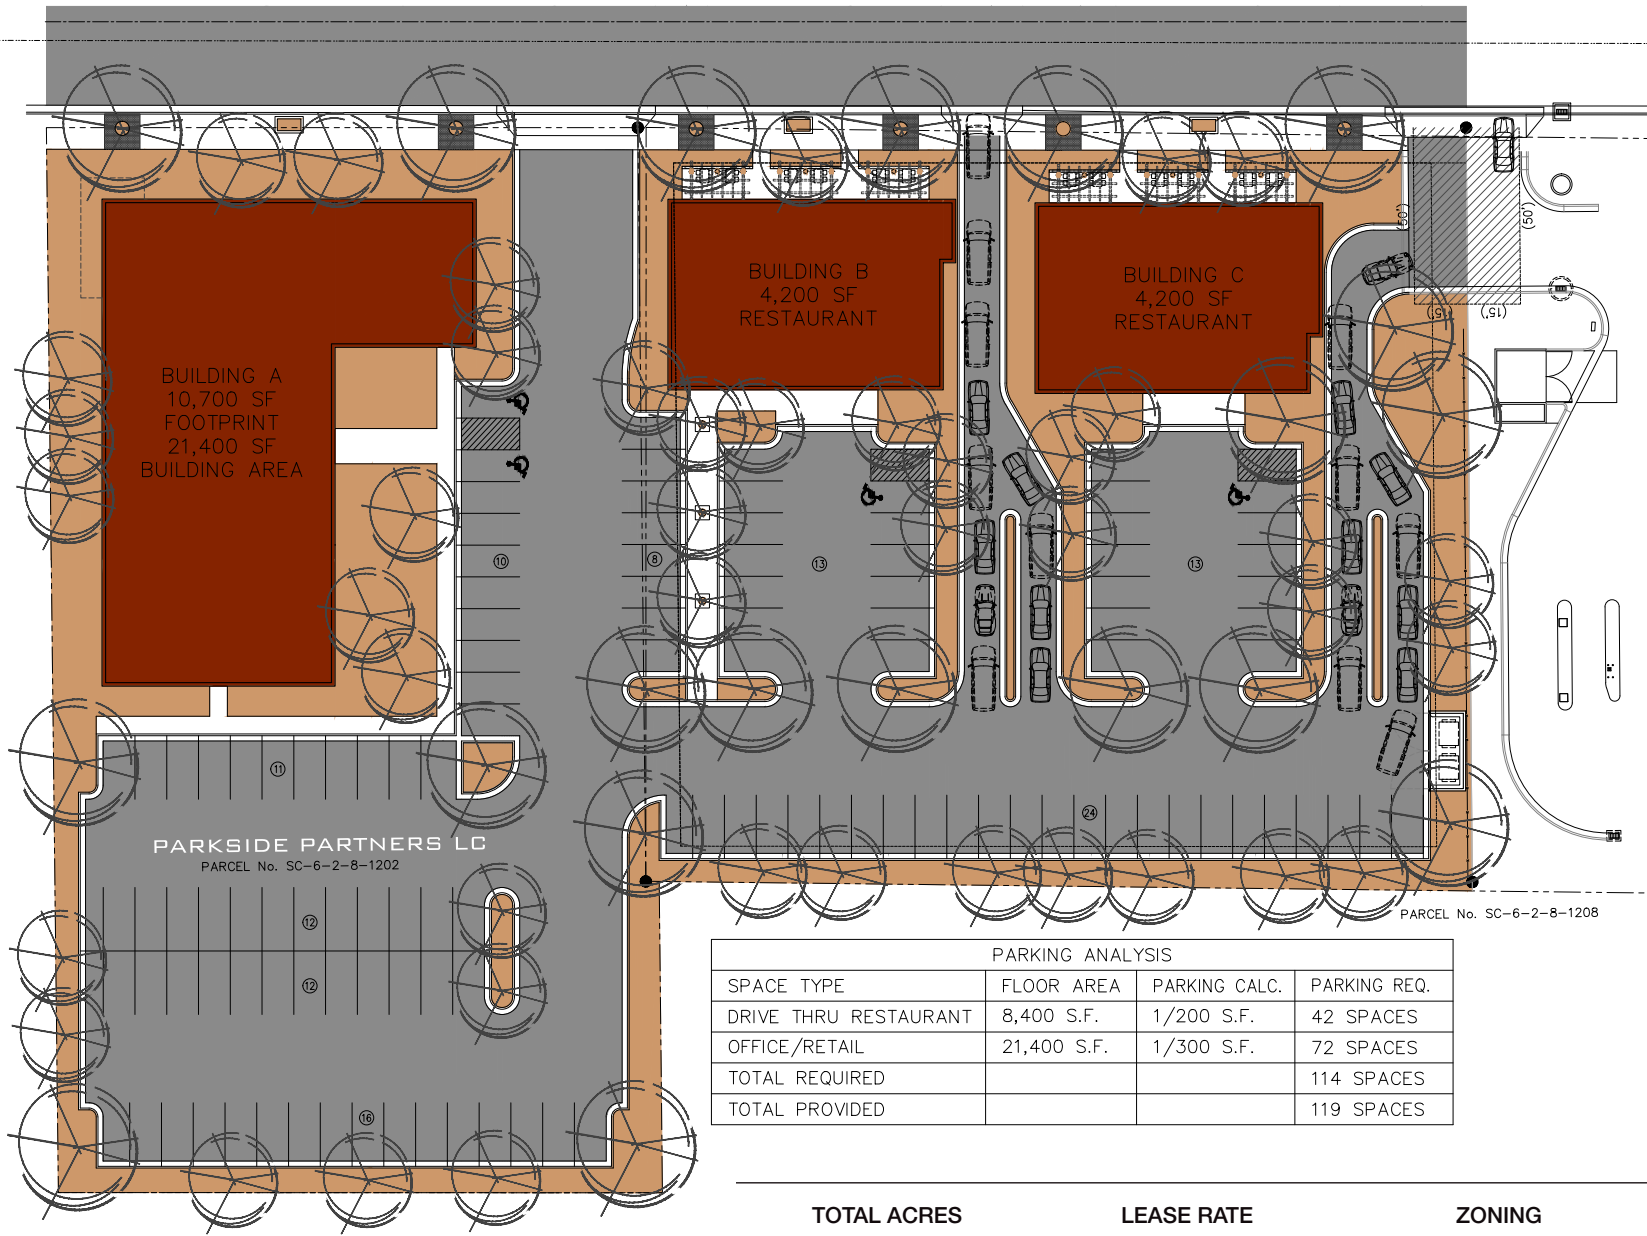 (50')
(50')
(5')
(15')
BUILDING B
4,200 SF
RESTAURANT
BUILDING C
4,200 SF
RESTAURANT
BUILDING A
10,700 SF
FOOTPRINT
21,400 SF
BUILDING AREA
10
8
13
13
11
24
PARKSIDE PARTNERS LC
PARCEL No. SC-6-2-8-1202
12
12
16
PARCEL No. SC-6-2-8-1208
PARKING ANALYSIS
SPACE TYPE FLOOR AREA PARKING CALC. PARKING REQ.
DRIVE THRU RESTAURANT 8,400 S.F. 1/200 S.F. 42 SPACES
OFFICE/RETAIL 21,400 S.F. 1/300 S.F. 72 SPACES
TOTAL REQUIRED 114 SPACES
TOTAL PROVIDED 119 SPACES
TOTAL ACRES LEASE RATE ZONING